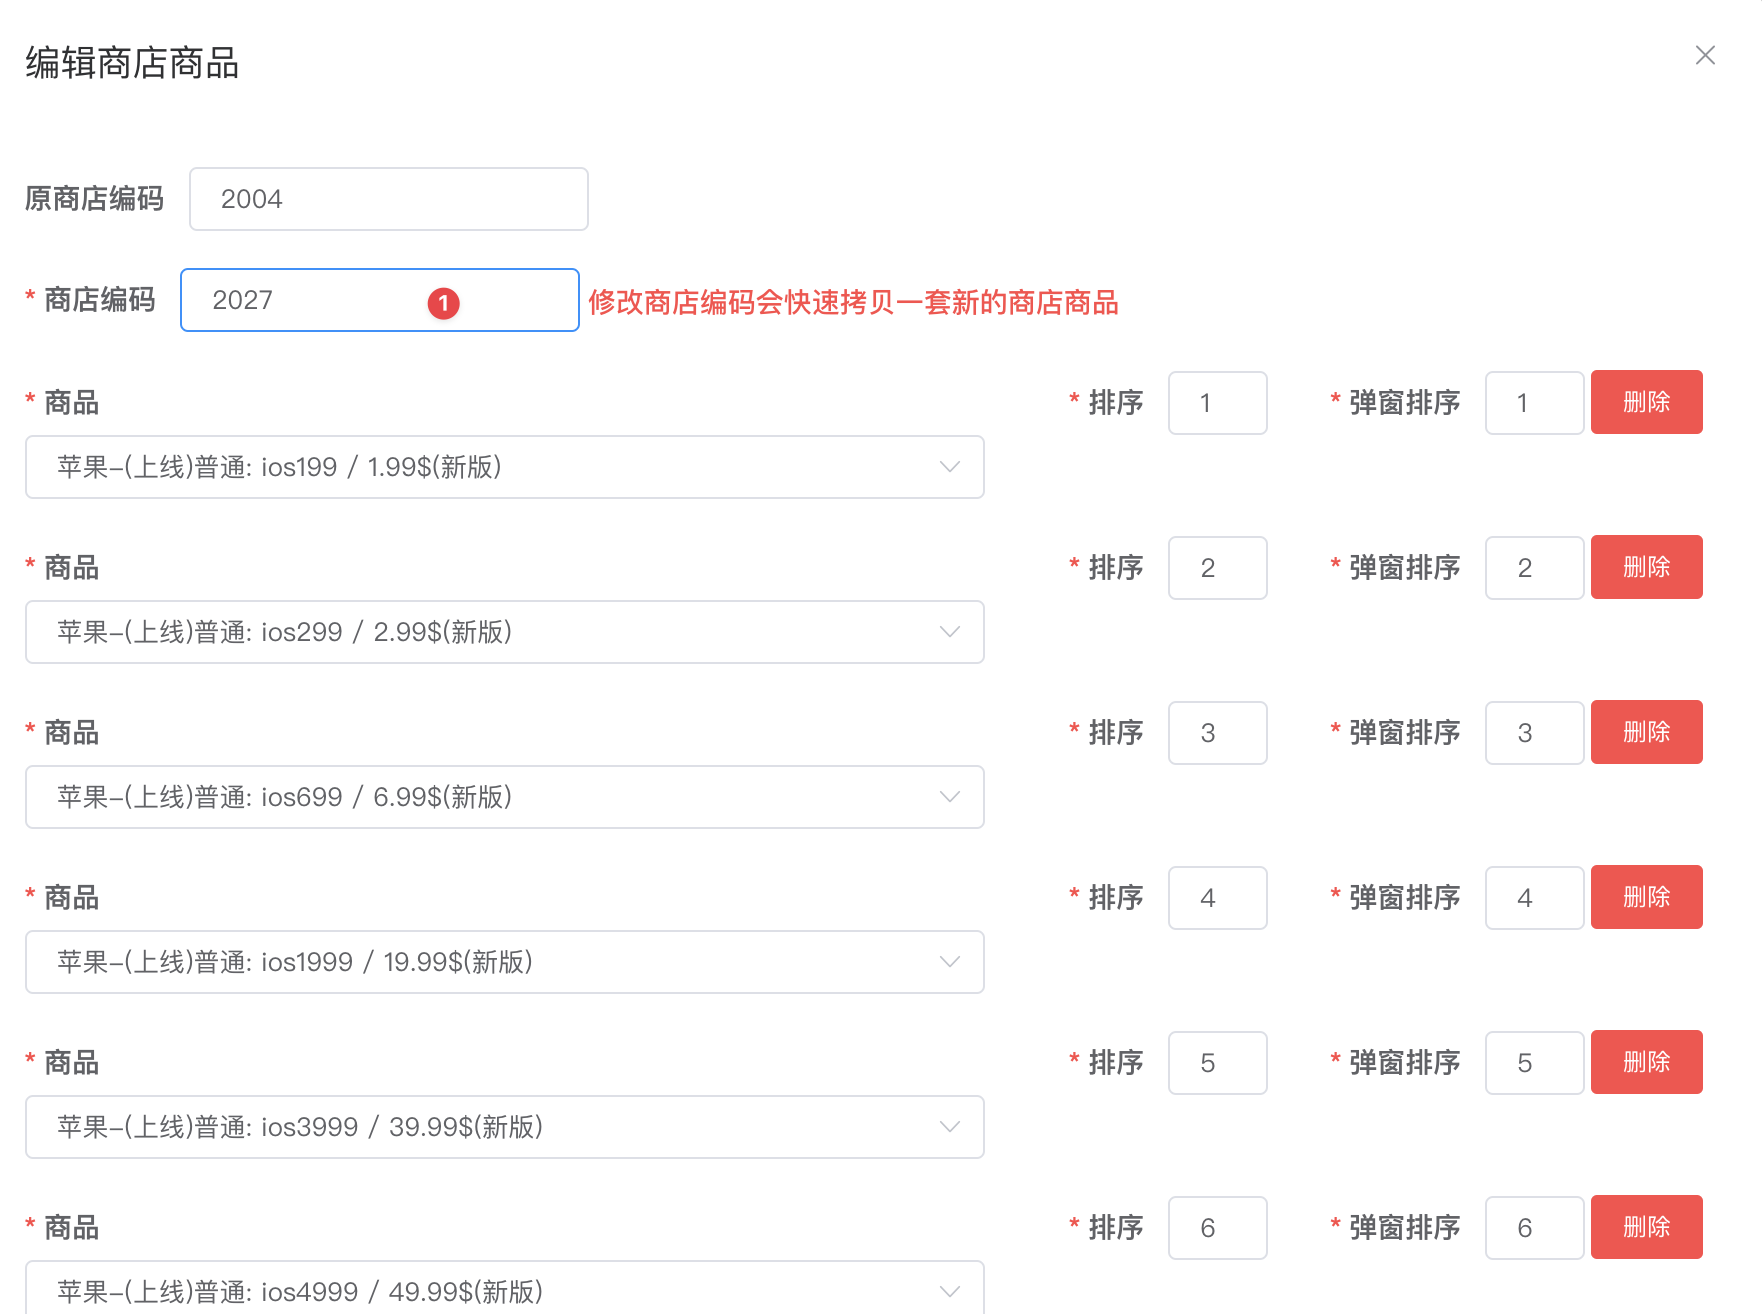 编辑商店商品
原商店编码 2004
* 商店编码 2027 1 修改商店编码会快速拷贝一套新的商店商品
* 商品 * 排序 1 * 弹窗排序 1 删除
苹果-(上线)普通: ios199 / 1.99$(新版)
* 商品 * 排序 2 * 弹窗排序 2 删除
苹果-(上线)普通: ios299 / 2.99$(新版)
* 商品 * 排序 3 * 弹窗排序 3 删除
苹果-(上线)普通: ios699 / 6.99$(新版)
* 商品 * 排序 4 * 弹窗排序 4 删除
苹果-(上线)普通: ios1999 / 19.99$(新版)
* 商品 * 排序 5 * 弹窗排序 5 删除
苹果-(上线)普通: ios3999 / 39.99$(新版)
* 商品 * 排序 6 * 弹窗排序 6 删除
苹果-(上线)普通: ios4999 / 49.99$(新版)